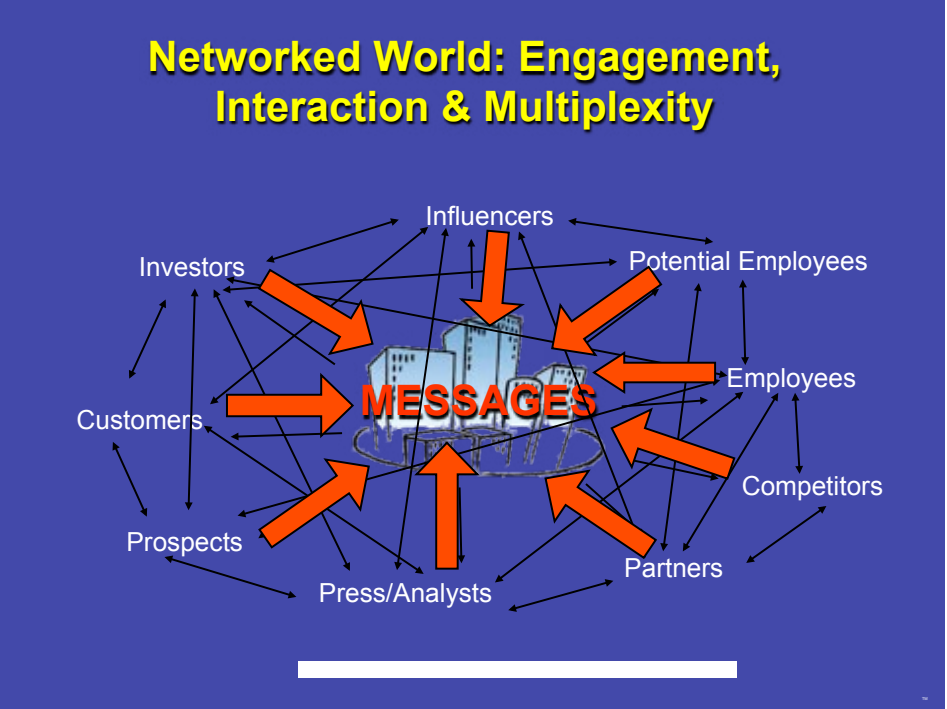 Networked World: Engagement,
Interaction & Multiplexity
Influencers
Investors
Potential Employees
MESSAGES
Employees
Customers
Competitors
Prospects
Partners
Press/Analysts